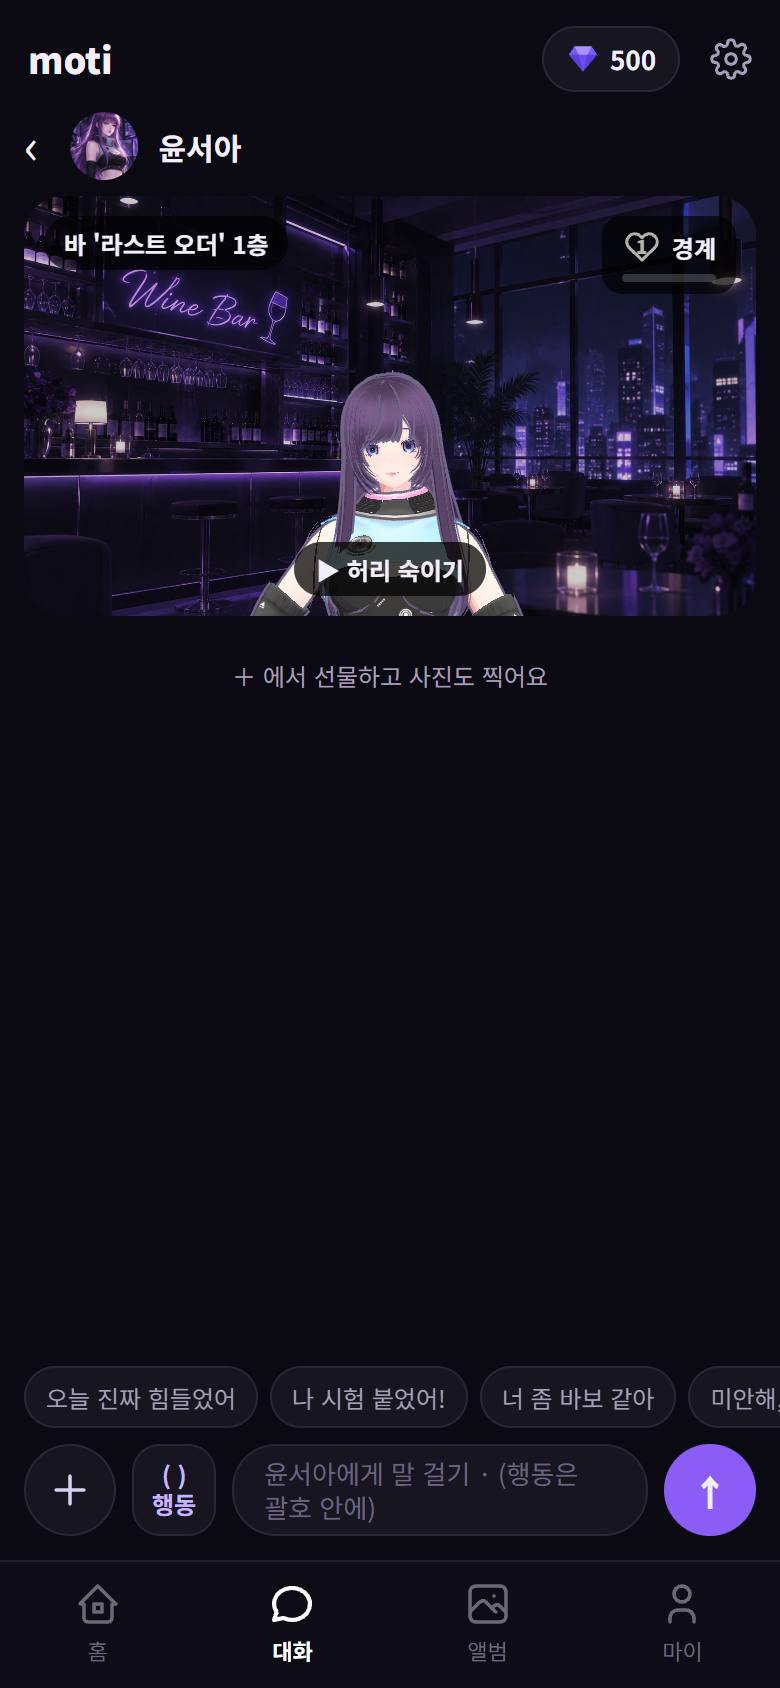 moti
500
윤서아
바 '라스트 오더' 1층
1 경계
Wine Bar
▶ 허리 숙이기
+ 에서 선물하고 사진도 찍어요
오늘 진짜 힘들었어
나 시험 붙었어!
너 좀 바보 같아
미안해,
( )
행동
윤서아에게 말 걸기 · (행동은
괄호 안에)
홈
대화
앨범
마이